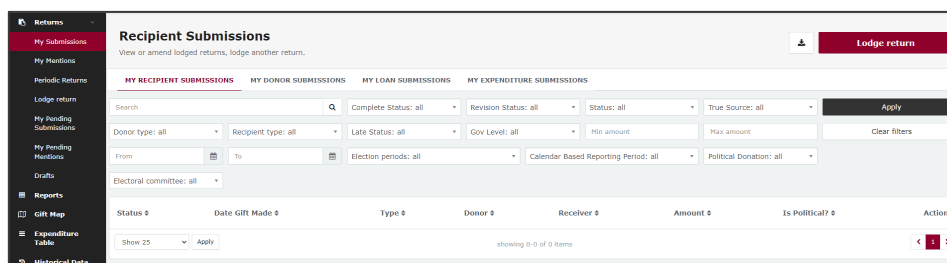 Returns
My Submissions
My Mentions
Periodic Returns
Lodge return
My Pending
Submissions
My Pending
Mentions
Drafts
Reports
Gift Map
Expenditure
Table
Historical Data
Recipient Submissions
View or amend lodged returns, lodge another return.
Lodge return
MY RECIPIENT SUBMISSIONS MY DONOR SUBMISSIONS MY LOAN SUBMISSIONS MY EXPENDITURE SUBMISSIONS
Search Complete Status: all Revision Status: all Status: all True Source: all Apply
Donor type: all Recipient type: all Late Status: all Gov Level: all Min amount Max amount Clear filters
From To Election periods: all Calendar Based Reporting Period: all Political Donation: all
Electoral committee: all
Status Date Gift Made Type Donor Receiver Amount Is Political? Action
Show 25 Apply showing 0-0 of 0 items 1